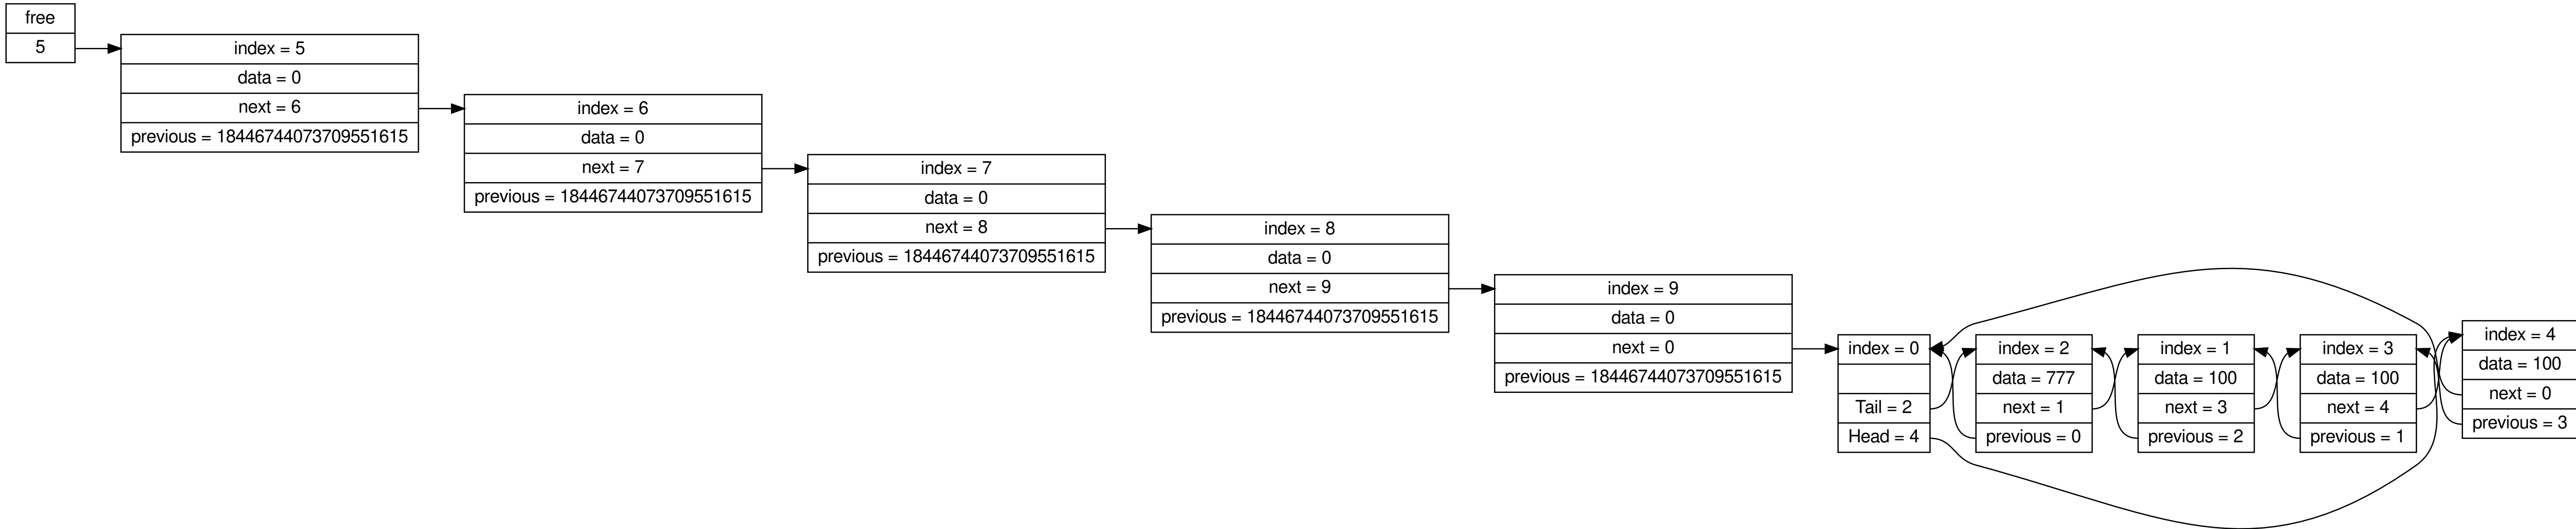 free
5
index = 5
data = 0
next = 6
previous = 18446744073709551615
index = 6
data = 0
next = 7
previous = 18446744073709551615
index = 7
data = 0
next = 8
previous = 18446744073709551615
index = 8
data = 0
next = 9
previous = 18446744073709551615
index = 9
data = 0
next = 0
previous = 18446744073709551615
index = 0
Tail = 2
Head = 4
index = 2
data = 777
next = 1
previous = 0
index = 1
data = 100
next = 3
previous = 2
index = 3
data = 100
next = 4
previous = 1
index = 4
data = 100
next = 0
previous = 3